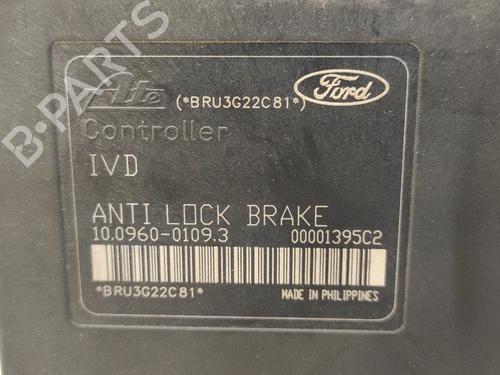 B-PARTS
Ate (*BRU3G22C81*) Ford
Controller
IVD
ANTI LOCK BRAKE
10.0960-0109.3 00001395C2
*BRU3G22C81* MADE IN PHILIPPINES